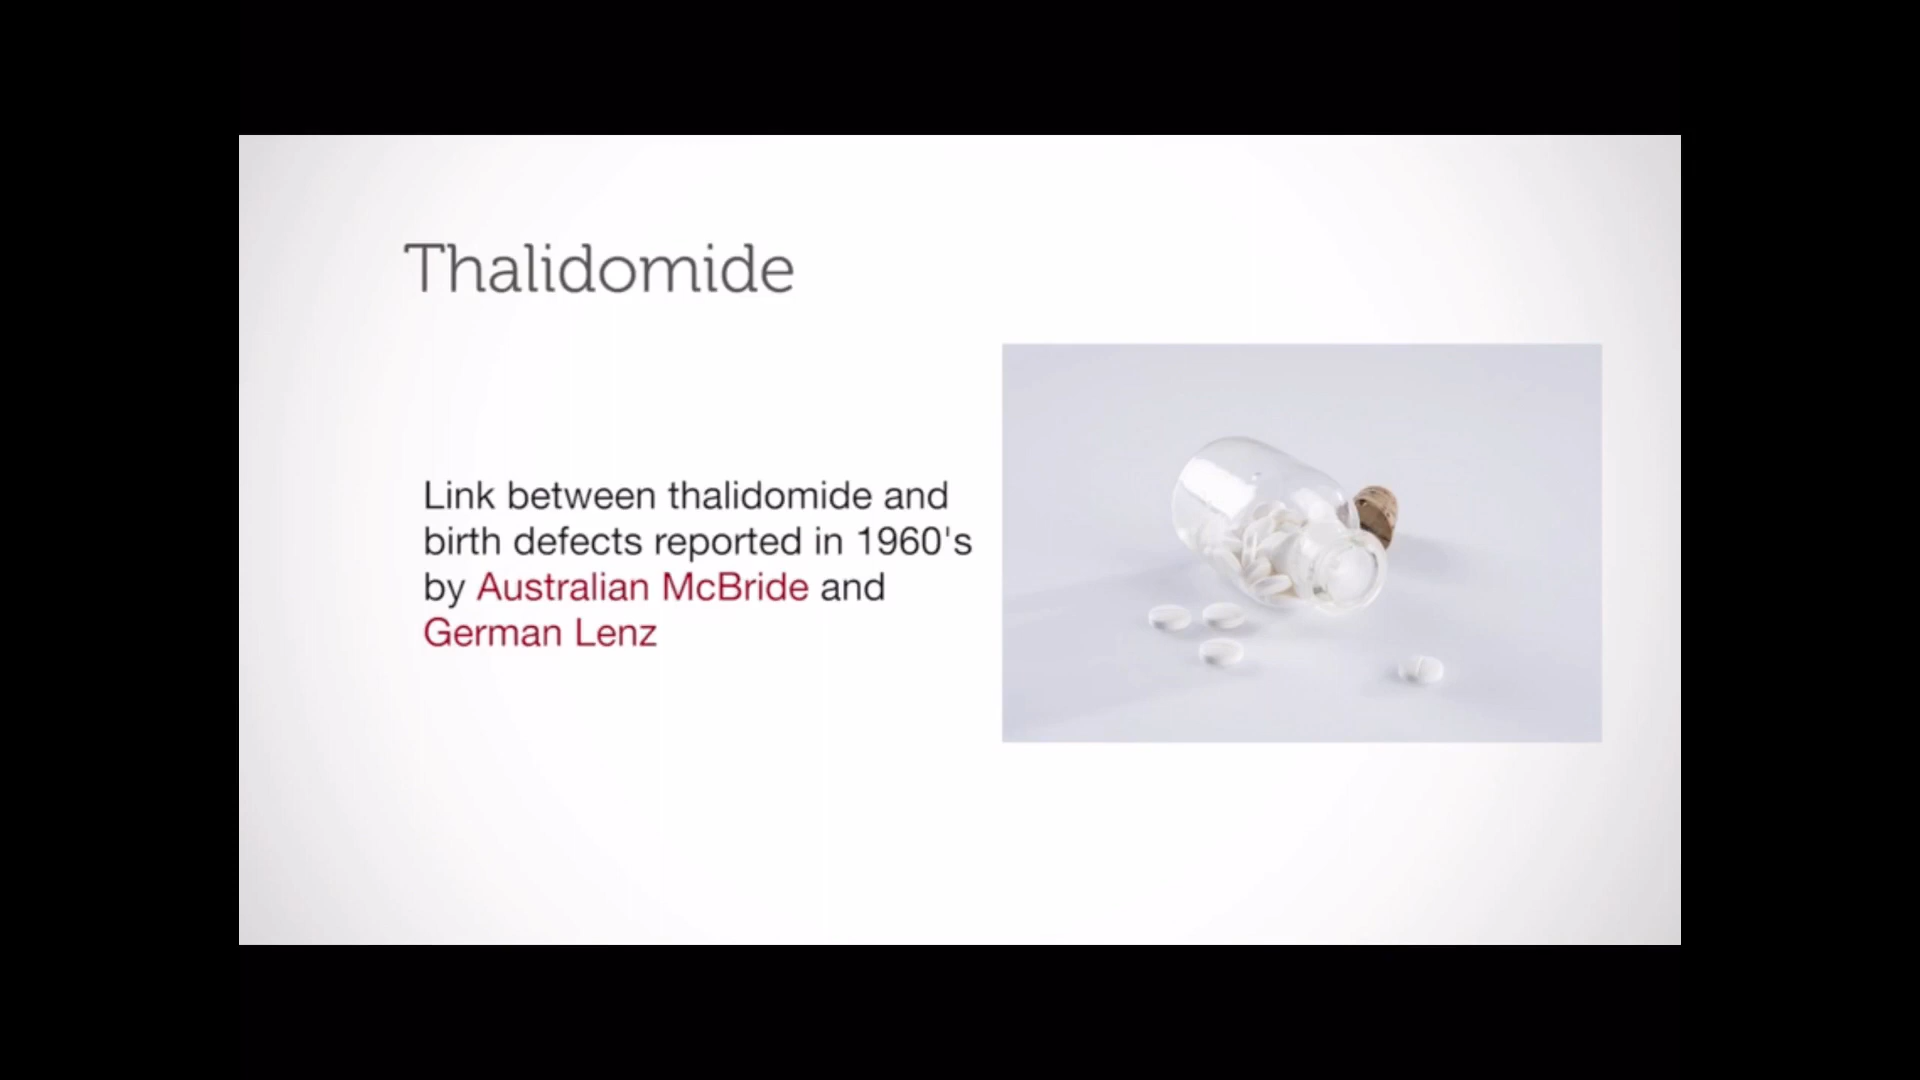 Thalidomide
Link between thalidomide and
birth defects reported in 1960's
by Australian McBride and
German Lenz